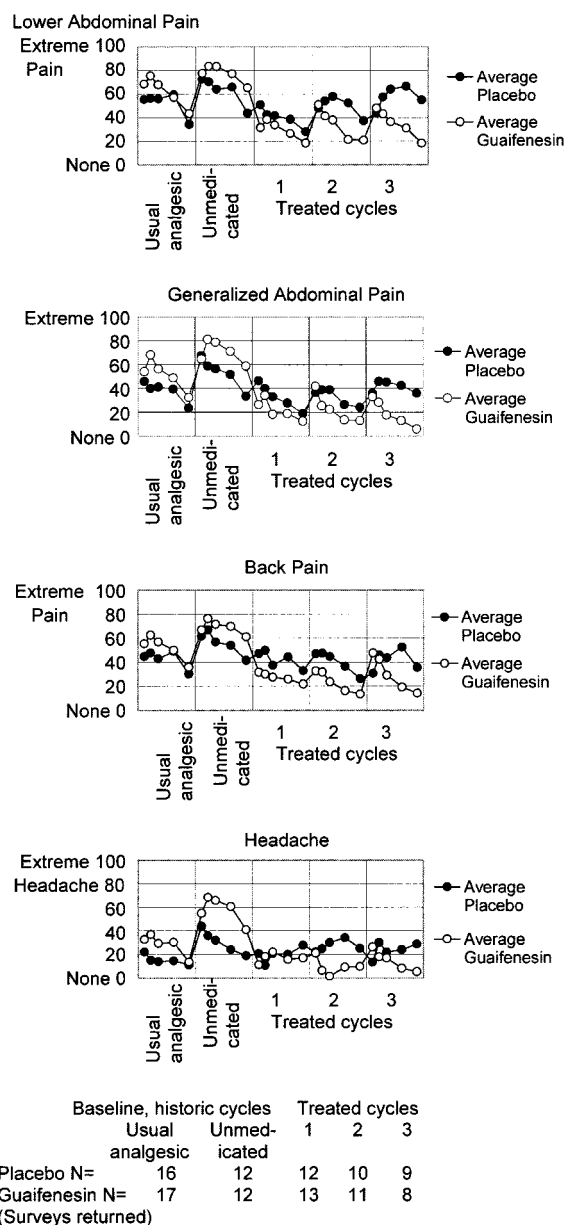 Lower Abdominal Pain
Extreme 100
Pain 80
60
40
20
None 0
Average
Placebo
Average
Guaifenesin
Usual
analgesic
Unmedi-
cated
1 2 3
Treated cycles
Generalized Abdominal Pain
Extreme 100
80
60
40
20
None 0
Average
Placebo
Average
Guaifenesin
Usual
analgesic
Unmedi-
cated
1 2 3
Treated cycles
Back Pain
Extreme 100
Pain 80
60
40
20
None 0
Average
Placebo
Average
Guaifenesin
Usual
analgesic
Unmedi-
cated
1 2 3
Treated cycles
Headache
Extreme 100
Headache 80
60
40
20
None 0
Average
Placebo
Average
Guaifenesin
Usual
analgesic
Unmedi-
cated
1 2 3
Treated cycles
Baseline, historic cycles Treated cycles
Usual Unmed- 1 2 3
analgesic icated
Placebo N= 16 12 12 10 9
Guaifenesin N= 17 12 13 11 8
(Surveys returned)